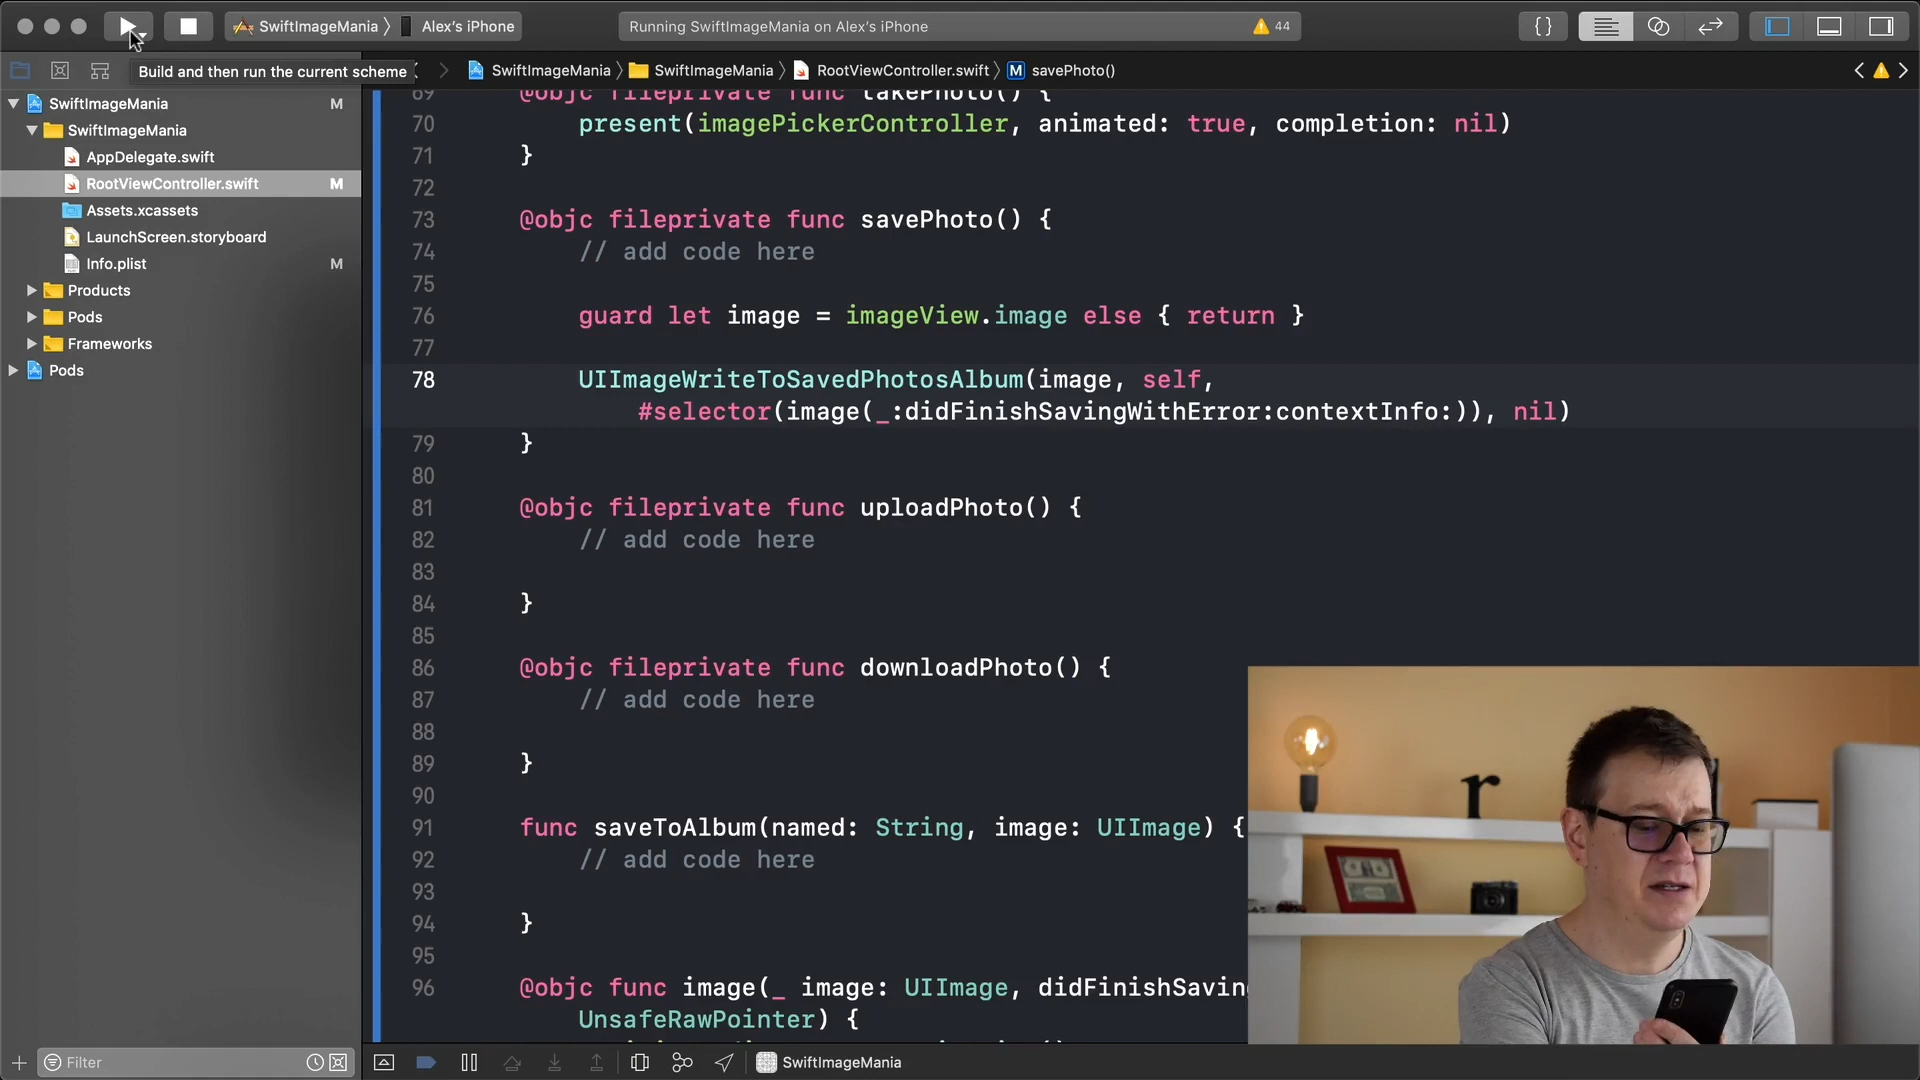 SwiftImageMania 〉 Alex's iPhone
Running SwiftImageMania on Alex's iPhone
44
Build and then run the current scheme
SwiftImageMania 〉 SwiftImageMania 〉 RootViewController.swift 〉 M savePhoto()
SwiftImageMania M
SwiftImageMania
AppDelegate.swift
RootViewController.swift M
Assets.xcassets
LaunchScreen.storyboard
Info.plist M
Products
Pods
Frameworks
Pods
69 @objc fileprivate func takePhoto() {
70 present(imagePickerController, animated: true, completion: nil)
71 }
72
73 @objc fileprivate func savePhoto() {
74 // add code here
75
76 guard let image = imageView.image else { return }
77
78 UIImageWriteToSavedPhotosAlbum(image, self,
#selector(image(_:didFinishSavingWithError:contextInfo:)), nil)
79 }
80
81 @objc fileprivate func uploadPhoto() {
82 // add code here
83
84 }
85
86 @objc fileprivate func downloadPhoto() {
87 // add code here
88
89 }
90
91 func saveToAlbum(named: String, image: UIImage) {
92 // add code here
93
94 }
95
96 @objc func image(_ image: UIImage, didFinishSaving
UnsafeRawPointer) {
Filter
SwiftImageMania